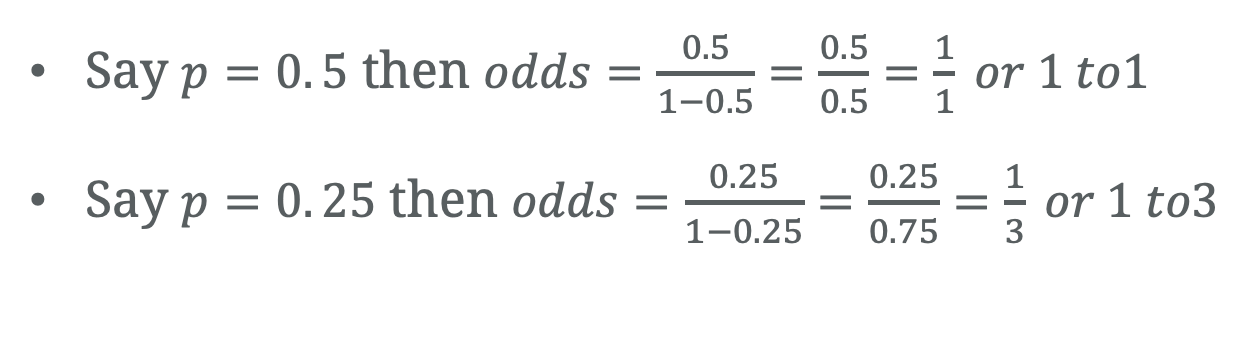 • Say p = 0.5 then odds = 0.5/(1−0.5) = 0.5/0.5 = 1/1 or 1 to1
• Say p = 0.25 then odds = 0.25/(1−0.25) = 0.25/0.75 = 1/3 or 1 to3